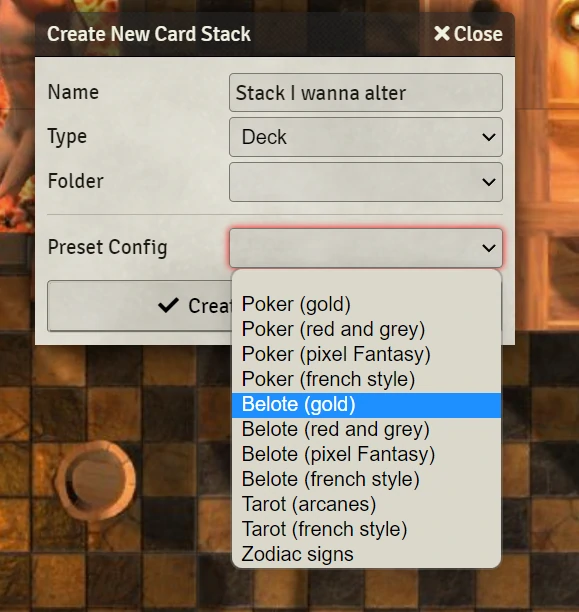 Create New Card Stack
Close
Name
Stack I wanna alter
Type
Deck
Folder
Preset Config
Creat
Poker (gold)
Poker (red and grey)
Poker (pixel Fantasy)
Poker (french style)
Belote (gold)
Belote (red and grey)
Belote (pixel Fantasy)
Belote (french style)
Tarot (arcanes)
Tarot (french style)
Zodiac signs